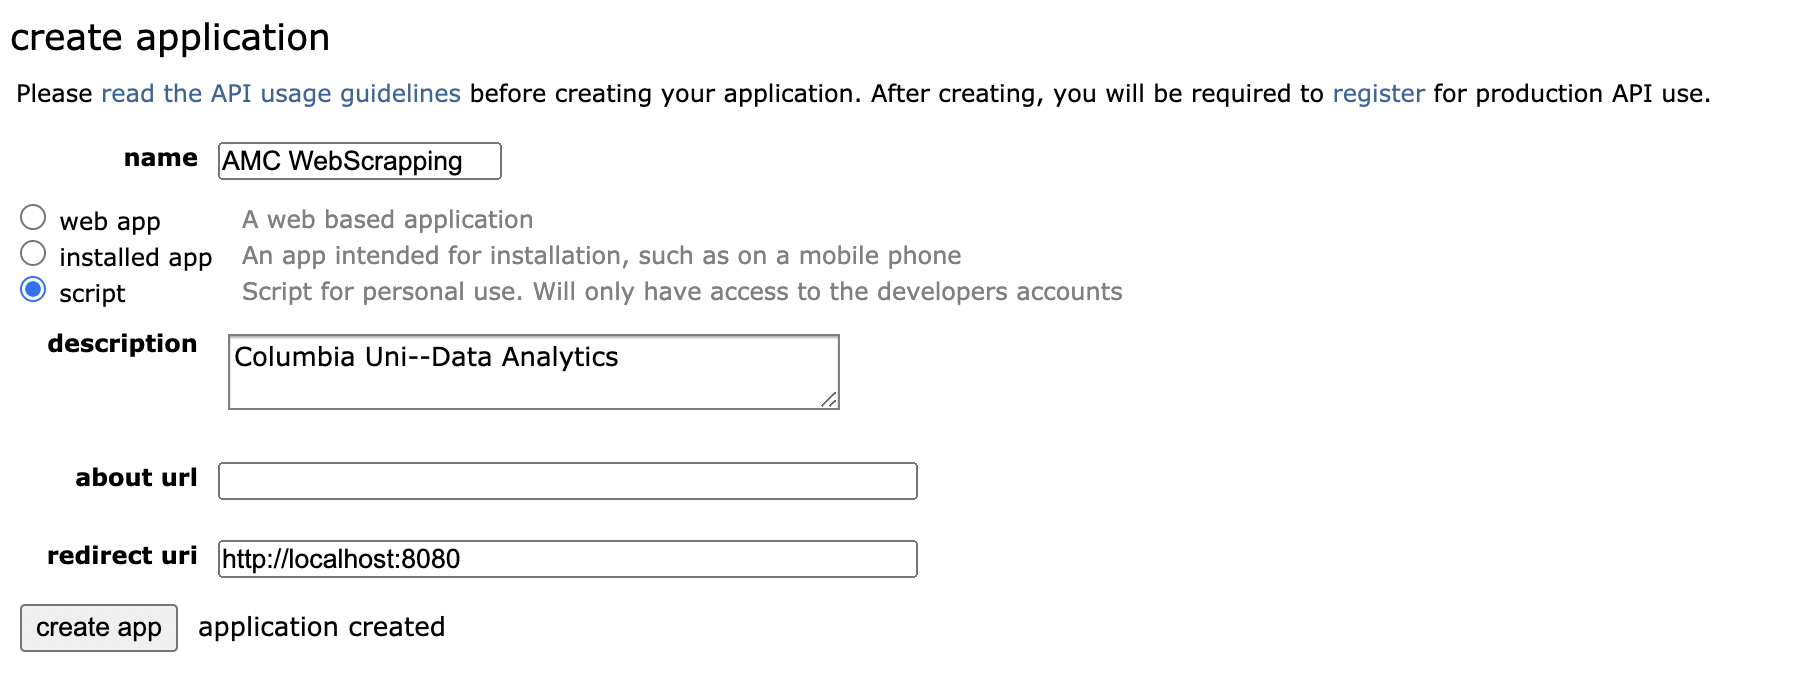 create application
Please read the API usage guidelines before creating your application. After creating, you will be required to register for production API use.
name AMC WebScrapping
web app A web based application
installed app An app intended for installation, such as on a mobile phone
script Script for personal use. Will only have access to the developers accounts
description Columbia Uni--Data Analytics
about url
redirect uri http://localhost:8080
create app application created